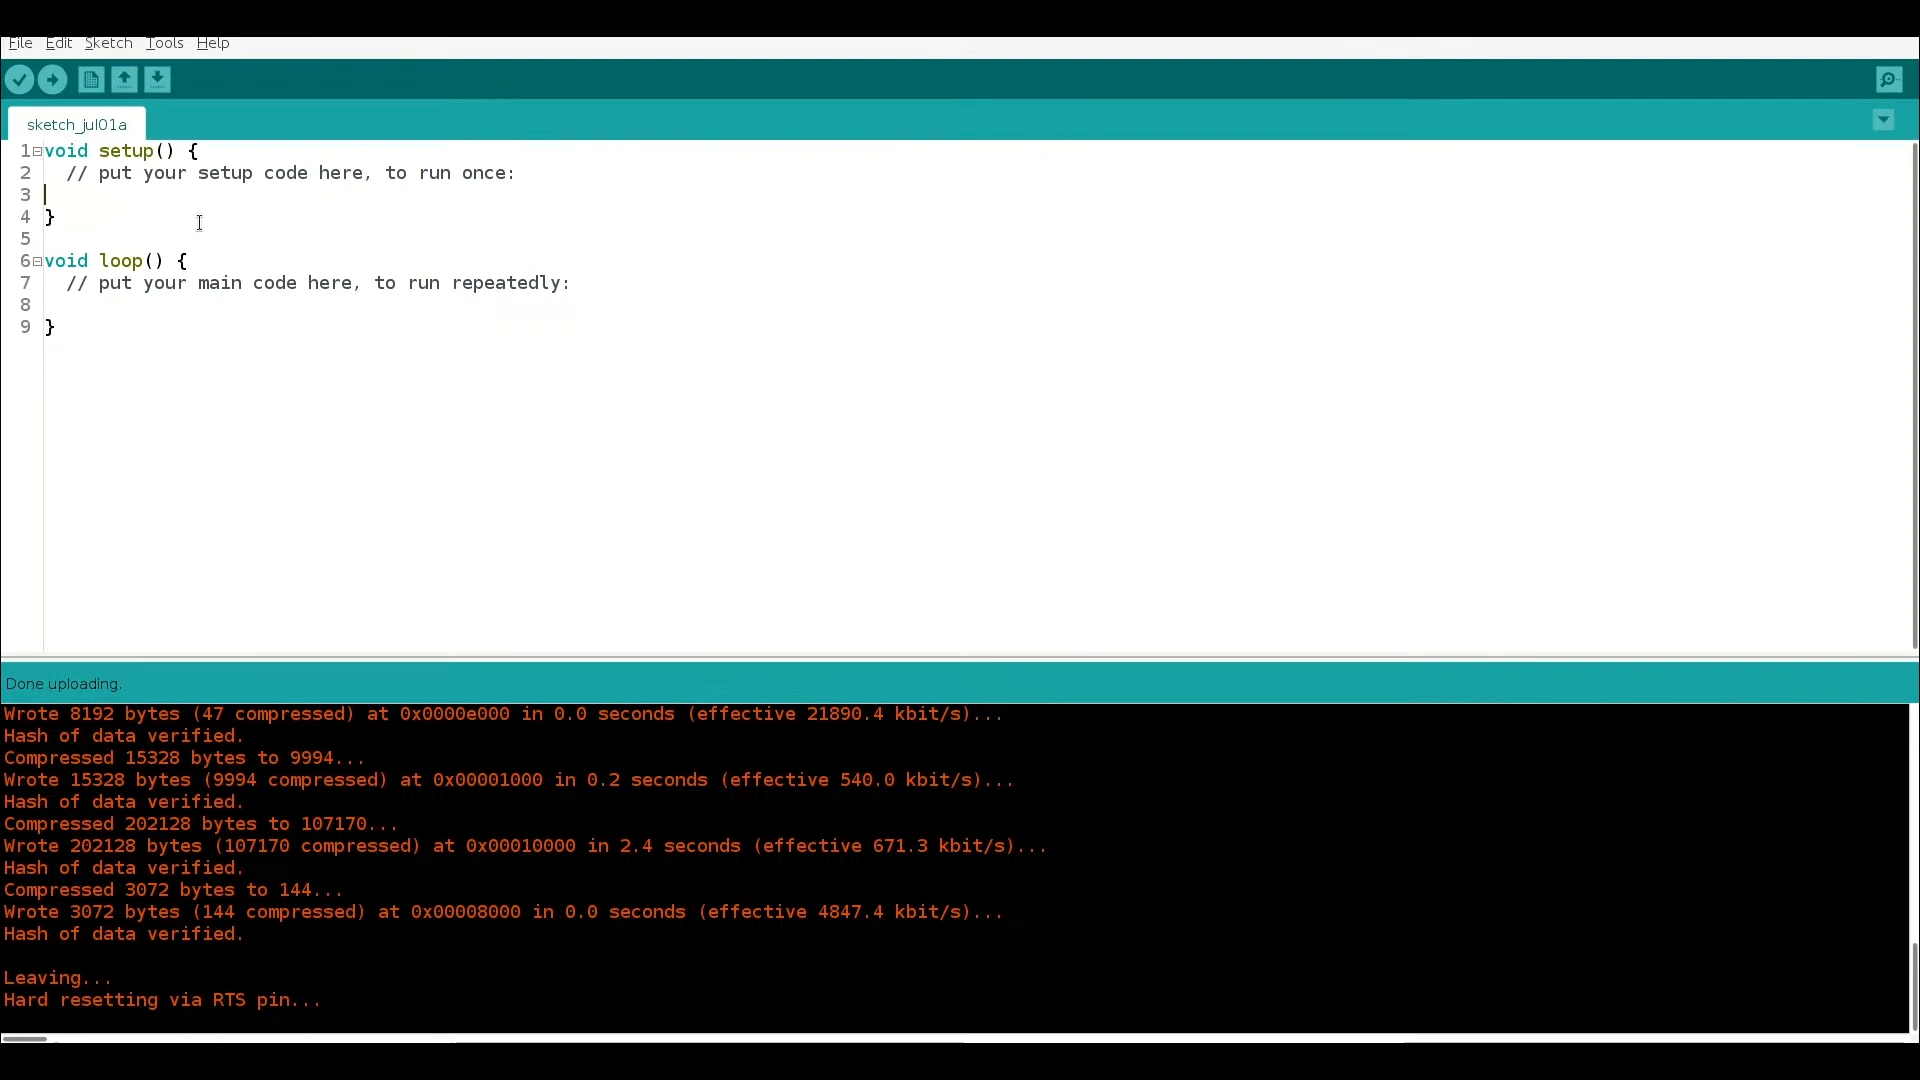 File Edit Sketch Tools Help
sketch_jul01a
1 void setup() {
2 // put your setup code here, to run once:
3
4 }
5
6 void loop() {
7 // put your main code here, to run repeatedly:
8
9 }
Done uploading.
Wrote 8192 bytes (47 compressed) at 0x0000e000 in 0.0 seconds (effective 21890.4 kbit/s)...
Hash of data verified.
Compressed 15328 bytes to 9994...
Wrote 15328 bytes (9994 compressed) at 0x00001000 in 0.2 seconds (effective 540.0 kbit/s)...
Hash of data verified.
Compressed 202128 bytes to 107170...
Wrote 202128 bytes (107170 compressed) at 0x00010000 in 2.4 seconds (effective 671.3 kbit/s)...
Hash of data verified.
Compressed 3072 bytes to 144...
Wrote 3072 bytes (144 compressed) at 0x00008000 in 0.0 seconds (effective 4847.4 kbit/s)...
Hash of data verified.
Leaving...
Hard resetting via RTS pin...